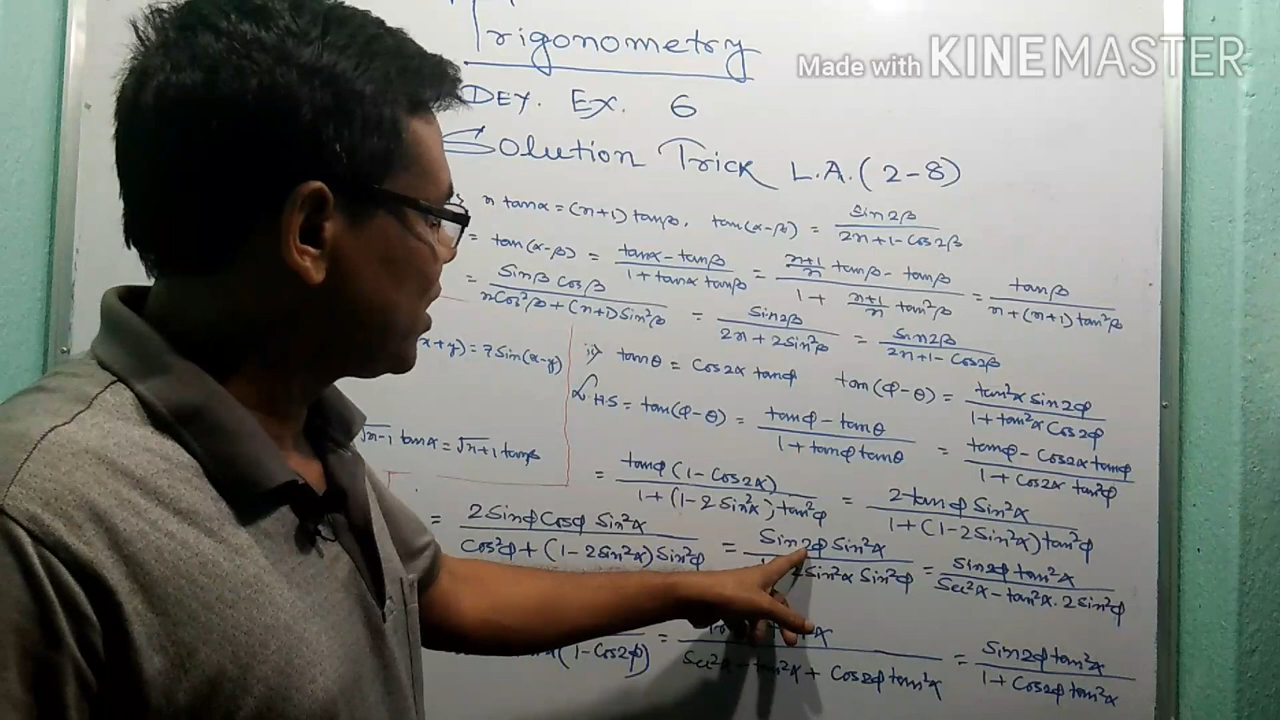 Trigonometry
Made with KINEMASTER
DEY. EX. 6
Solution Trick L.A. (2-8)
n tanα = (n+1) tanβ, tan(α-β) = sin2β / (2n+1-cos2β)
= tan(α-β) = (tanα - tanβ) / (1 + tanα tanβ) = ((n+1)/n tanβ - tanβ) / (1 + (n+1)/n tan²β) = tanβ / (n+(n+1)tan²β)
= Sinβ Cosβ / (nCos²β + (n+1)Sin²β) = Sin2β / (2n + 2Sin²β) = Sin2β / (2n+1-Cos2β)
x+y) = 7Sin(x-y)
ii) tanθ = Cos2α tanφ tan(φ-θ) = tan²α Sin2φ / (1+tan²α Cos2φ)
L.H.S = tan(φ-θ) = (tanφ - tanθ) / (1 + tanφ tanθ) = (tanφ - Cos2α tanφ) / (1 + Cos2α tan²φ)
√n-1 tanα = √n+1 tanβ
= tanφ (1-Cos2α) / (1+(1-2Sin²α)tan²φ) = 2tanφ Sin²α / (1+(1-2Sin²α)tan²φ)
= 2Sinφ Cosφ Sin²α / (Cos²φ + (1-2Sin²α)Sin²φ) = Sin2φ Sin²α / 2Sin²α Sin²φ = Sin2φ tan²α / (Sec²α - tan²α. 2Sin²φ)
(1-Cos2φ) = / (Sec²α - tan²α + Cos2φ tan²α) = Sin2φ tan²α / (1+Cos2φ tan²α)